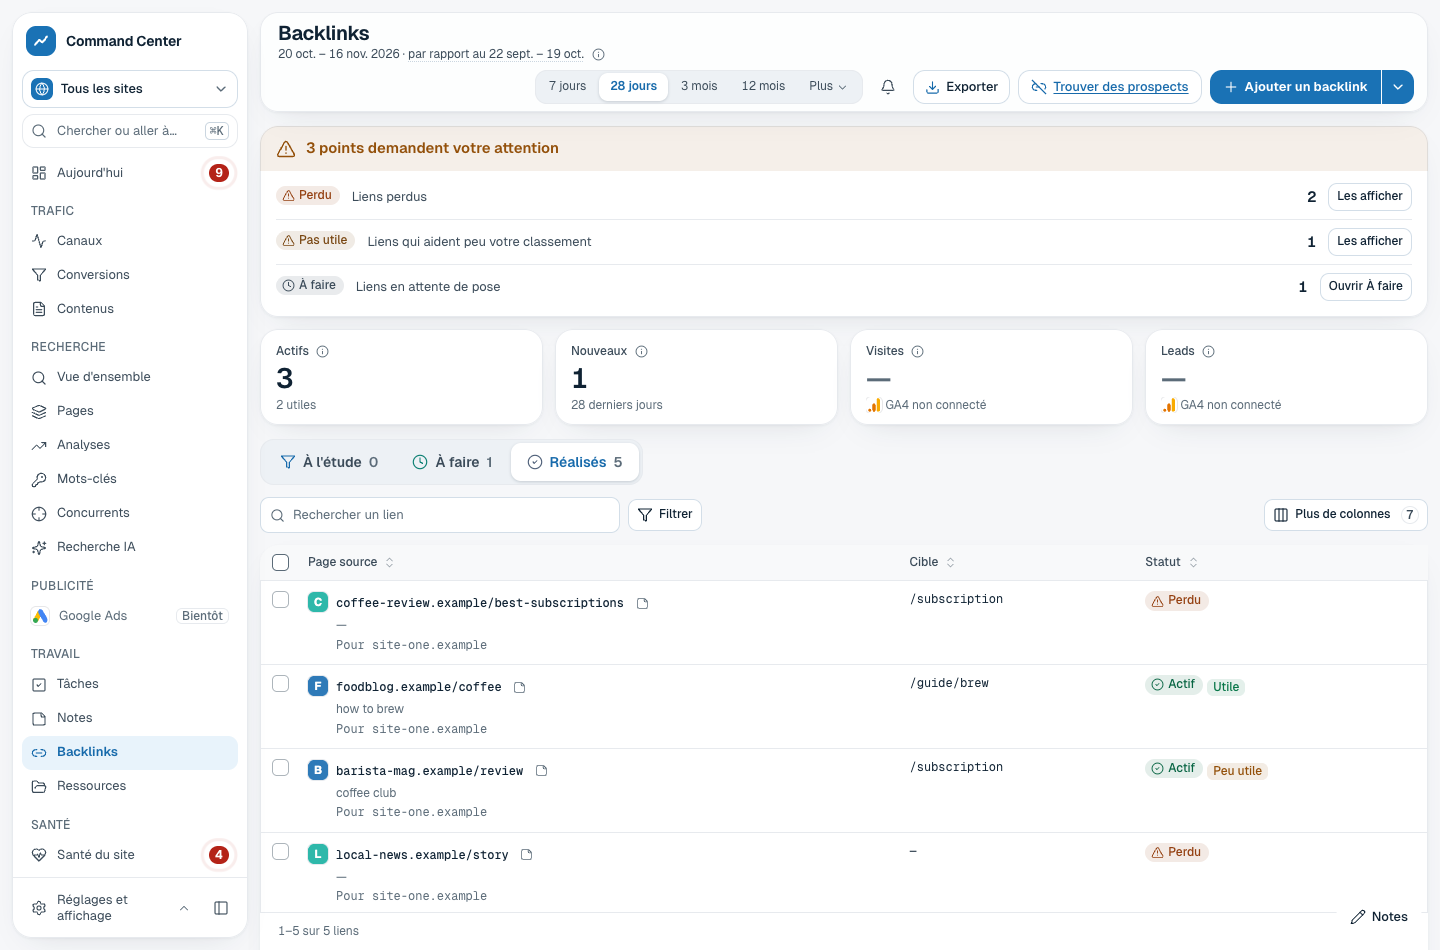 Command Center
Tous les sites
Chercher ou aller à...
⌘K
Aujourd'hui
9
TRAFIC
Canaux
Conversions
Contenus
RECHERCHE
Vue d'ensemble
Pages
Analyses
Mots-clés
Concurrents
Recherche IA
PUBLICITÉ
Google Ads
Bientôt
TRAVAIL
Tâches
Notes
Backlinks
Ressources
SANTÉ
Santé du site
4
Réglages et
affichage
Backlinks
20 oct. – 16 nov. 2026 · par rapport au 22 sept. – 19 oct.
7 jours
28 jours
3 mois
12 mois
Plus
Exporter
Trouver des prospects
Ajouter un backlink
3 points demandent votre attention
Perdu
Liens perdus
2
Les afficher
Pas utile
Liens qui aident peu votre classement
1
Les afficher
À faire
Liens en attente de pose
1
Ouvrir À faire
Actifs
3
2 utiles
Nouveaux
1
28 derniers jours
Visites
—
GA4 non connecté
Leads
—
GA4 non connecté
À l'étude 0
À faire 1
Réalisés 5
Rechercher un lien
Filtrer
Plus de colonnes 7
Page source
Cible
Statut
C
coffee-review.example/best-subscriptions
/subscription
Perdu
—
Pour site-one.example
F
foodblog.example/coffee
/guide/brew
Actif
Utile
how to brew
Pour site-one.example
B
barista-mag.example/review
/subscription
Actif
Peu utile
coffee club
Pour site-one.example
L
local-news.example/story
–
Perdu
—
Pour site-one.example
1–5 sur 5 liens
Notes